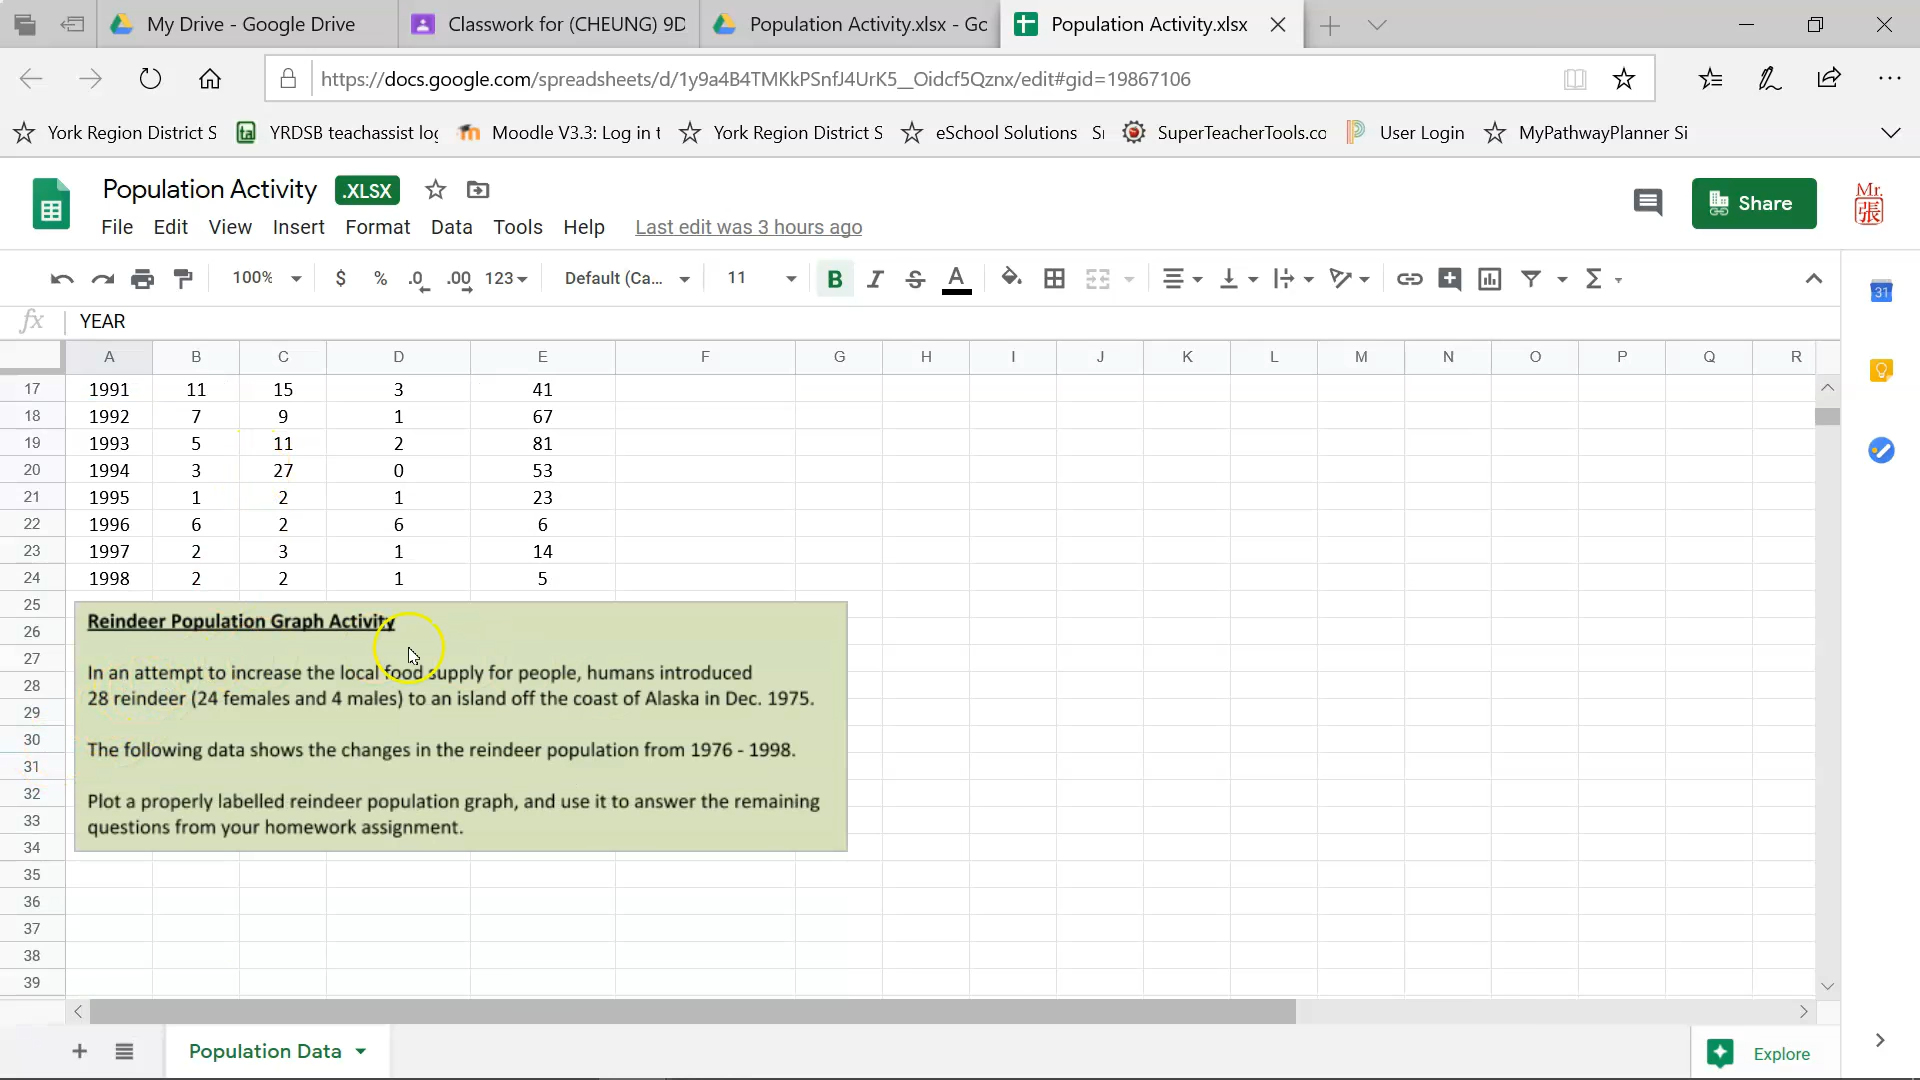 My Drive - Google Drive
Classwork for (CHEUNG) 9D
Population Activity.xlsx - Gc
Population Activity.xlsx
https://docs.google.com/spreadsheets/d/1y9a4B4TMKkPSnfJ4UrK5__Oidcf5Qznx/edit#gid=19867106
York Region District S
ta
YRDSB teachassist log
Moodle V3.3: Log in t
York Region District S
eSchool Solutions Si
SuperTeacherTools.co
User Login
MyPathwayPlanner Si
Population Activity .XLSX
Mr. 張
Share
File Edit View Insert Format Data Tools Help Last edit was 3 hours ago
100% $ % .0 .00 123 Default (Ca... 11 B I S A Σ
31
fx YEAR
A B C D E F G H I J K L M N O P Q R
17 1991 11 15 3 41
18 1992 7 9 1 67
19 1993 5 11 2 81
20 1994 3 27 0 53
21 1995 1 2 1 23
22 1996 6 2 6 6
23 1997 2 3 1 14
24 1998 2 2 1 5
25
26
27
28
29
30
31
32
33
34
35
36
37
38
39
Reindeer Population Graph Activity
In an attempt to increase the local food supply for people, humans introduced
28 reindeer (24 females and 4 males) to an island off the coast of Alaska in Dec. 1975.
The following data shows the changes in the reindeer population from 1976 - 1998.
Plot a properly labelled reindeer population graph, and use it to answer the remaining
questions from your homework assignment.
Population Data
Explore